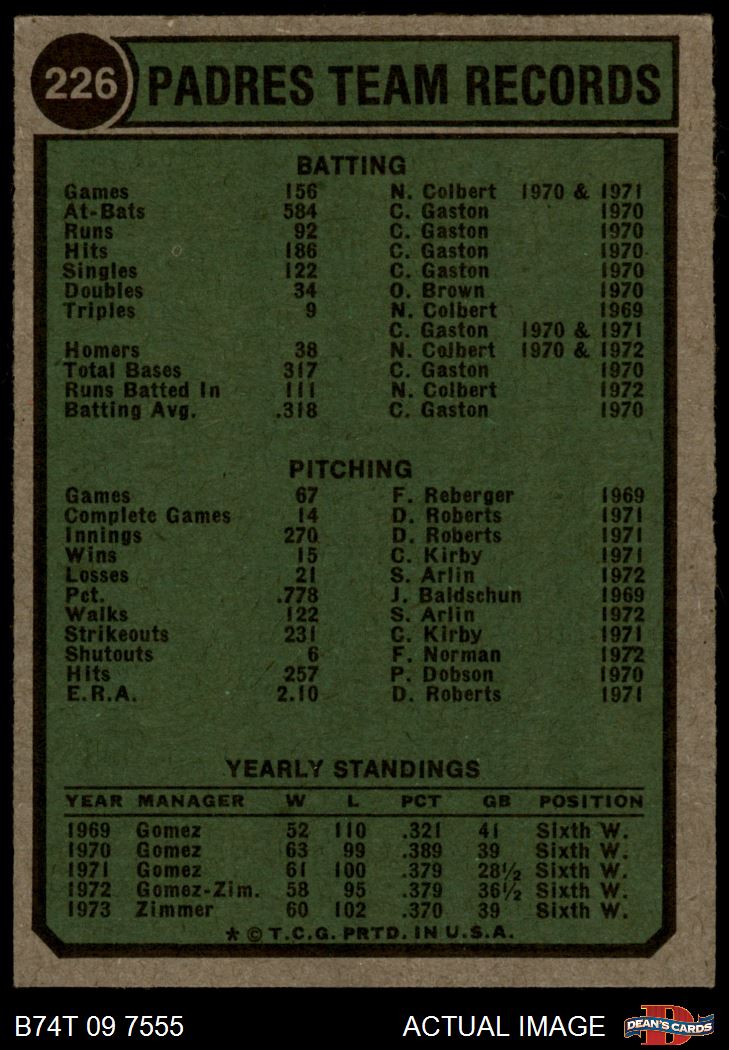 226 PADRES TEAM RECORDS
BATTING
Games 156 N. Colbert 1970 & 1971
At-Bats 584 C. Gaston 1970
Runs 92 C. Gaston 1970
Hits 186 C. Gaston 1970
Singles 122 C. Gaston 1970
Doubles 34 O. Brown 1970
Triples 9 N. Colbert 1969
C. Gaston 1970 & 1971
Homers 38 N. Colbert 1970 & 1972
Total Bases 317 C. Gaston 1970
Runs Batted In 111 N. Colbert 1972
Batting Avg. .318 C. Gaston 1970
PITCHING
Games 67 F. Reberger 1969
Complete Games 14 D. Roberts 1971
Innings 270 D. Roberts 1971
Wins 15 C. Kirby 1971
Losses 21 S. Arlin 1972
Pct. .778 J. Baldschun 1969
Walks 122 S. Arlin 1972
Strikeouts 231 C. Kirby 1971
Shutouts 6 F. Norman 1972
Hits 257 P. Dobson 1970
E.R.A. 2.10 D. Roberts 1971
YEARLY STANDINGS
YEAR MANAGER W L PCT GB POSITION
1969 Gomez 52 110 .321 41 Sixth W.
1970 Gomez 63 99 .389 39 Sixth W.
1971 Gomez 61 100 .379 28½ Sixth W.
1972 Gomez-Zim. 58 95 .379 36½ Sixth W.
1973 Zimmer 60 102 .370 39 Sixth W.
* © T.C.G. PRTD. IN U.S.A.
B74T 09 7555 ACTUAL IMAGE D DEAN'S CARDS